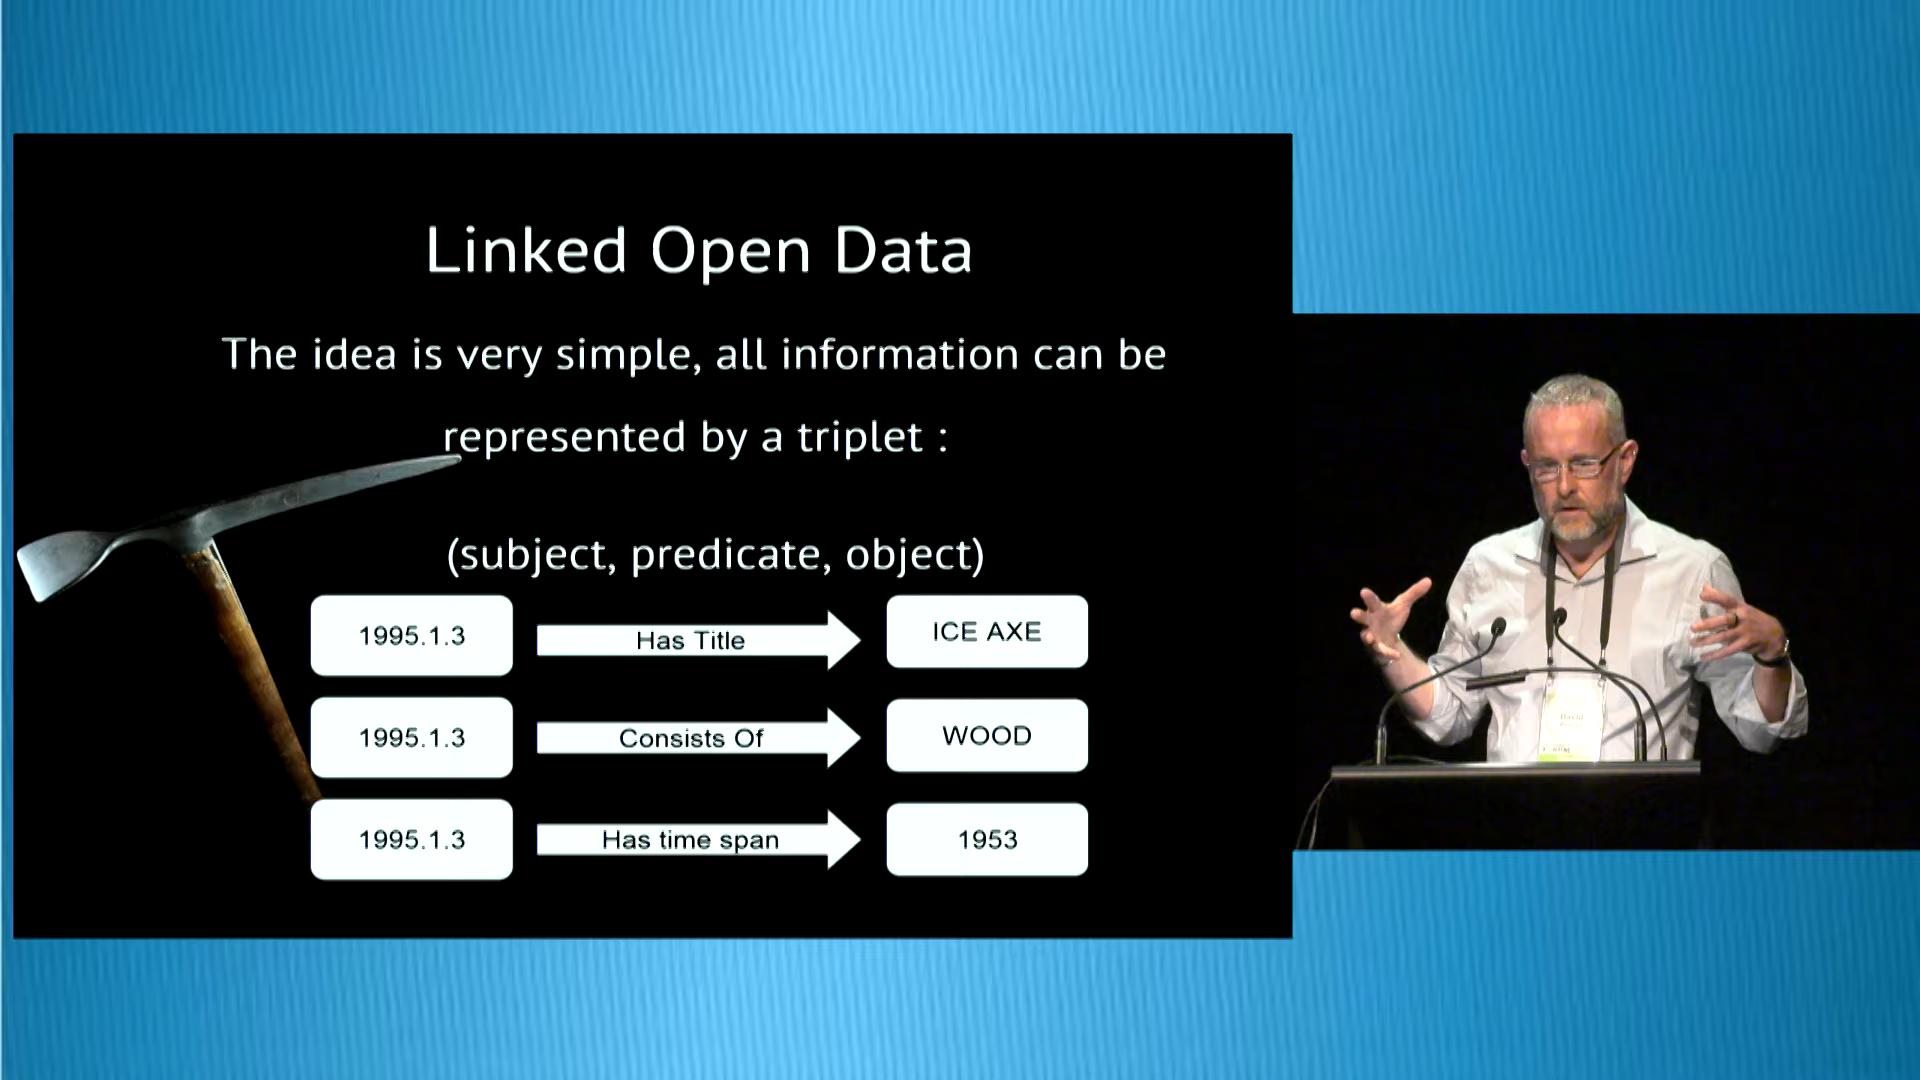 Linked Open Data
The idea is very simple, all information can be
represented by a triplet :
(subject, predicate, object)
1995.1.3 Has Title ICE AXE
1995.1.3 Consists Of WOOD
1995.1.3 Has time span 1953
David